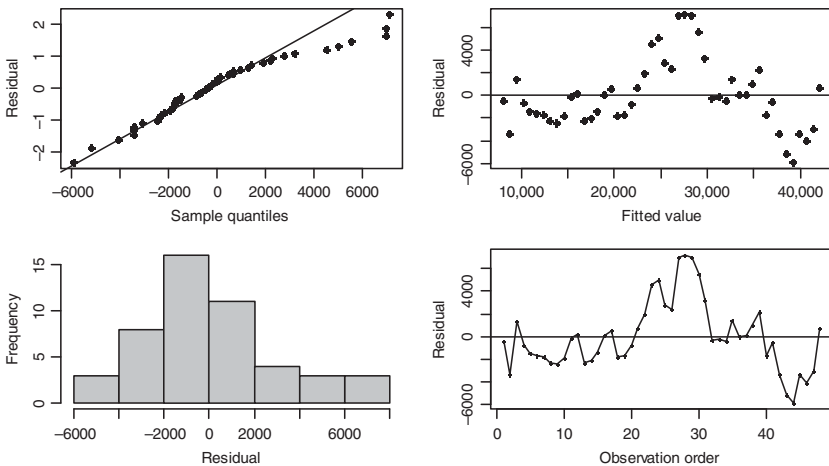 Residual
2
1
0
−1
−2
−6000 −4000 −2000 0 2000 4000 6000
Sample quantiles
Residual
4000
0
−6000
10,000 20,000 30,000 40,000
Fitted value
Frequency
15
10
5
0
−6000 −2000 0 2000 6000
Residual
Residual
4000
0
−6000
0 10 20 30 40
Observation order